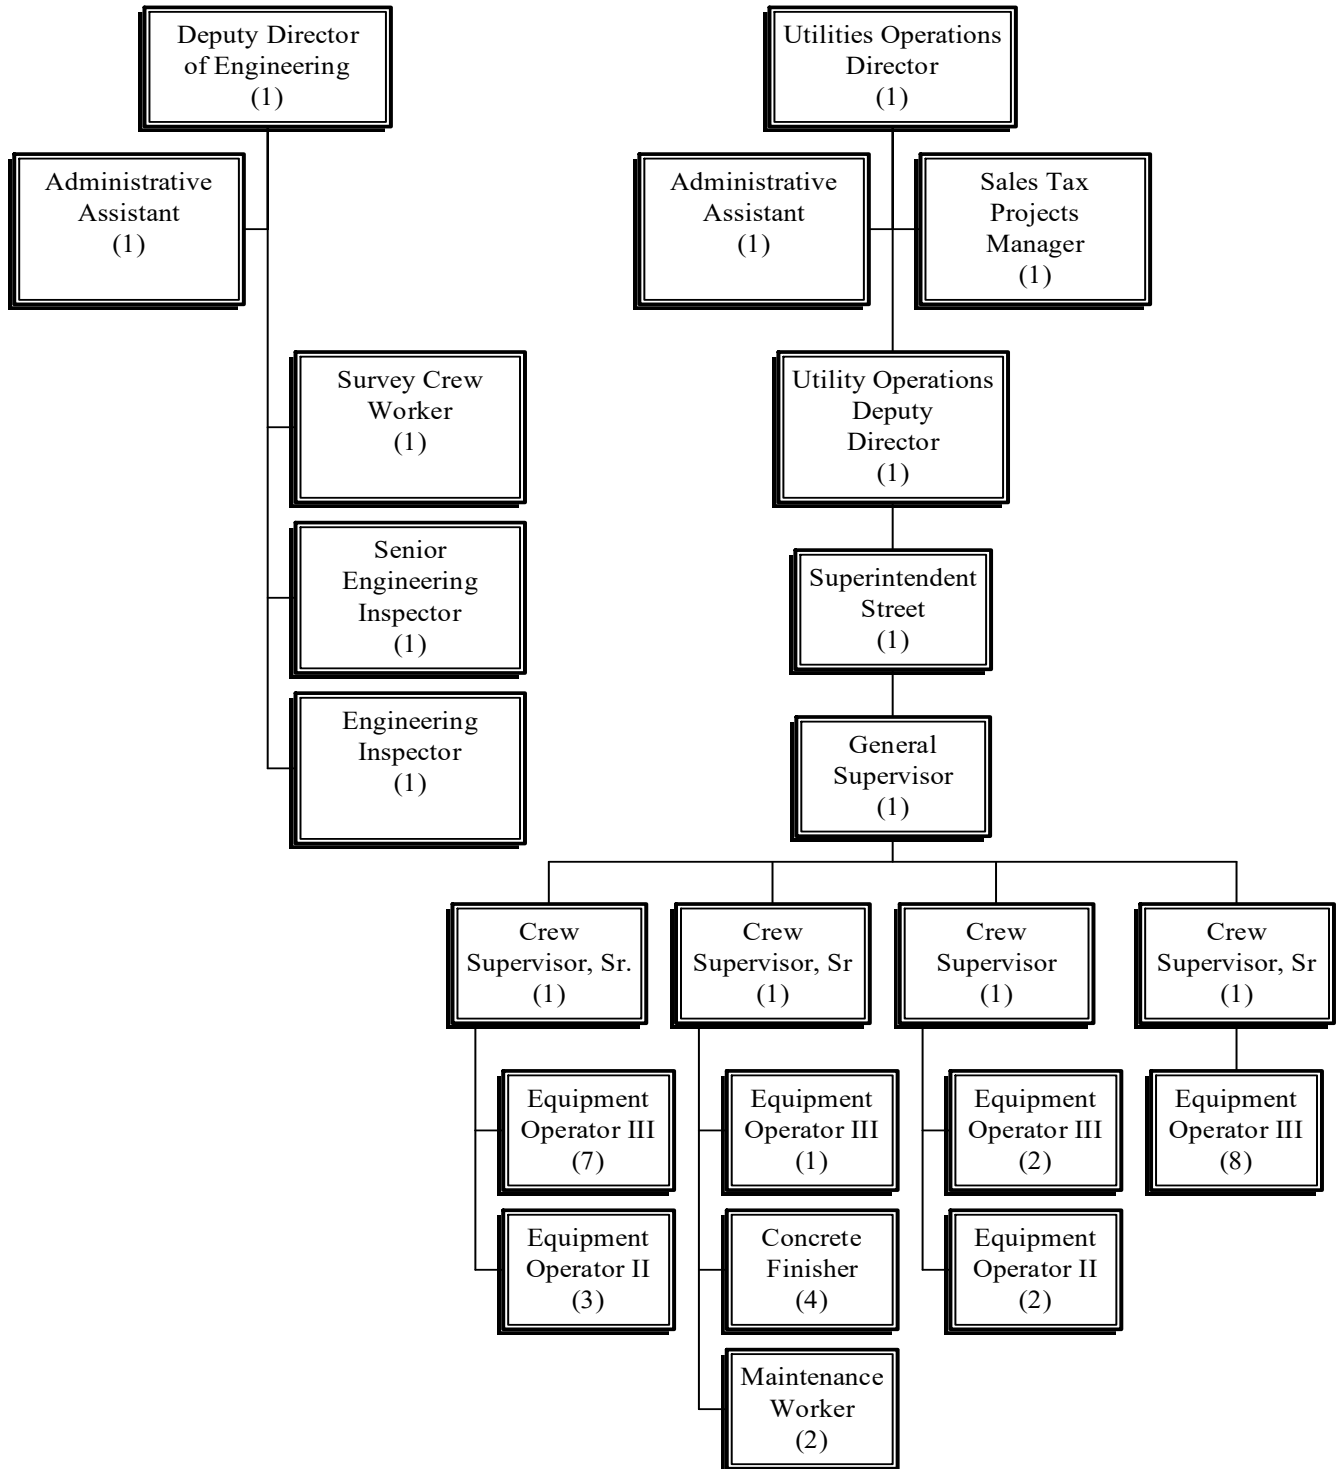 Deputy Director
of Engineering
(1)
Utilities Operations
Director
(1)
Administrative
Assistant
(1)
Administrative
Assistant
(1)
Sales Tax
Projects
Manager
(1)
Survey Crew
Worker
(1)
Utility Operations
Deputy
Director
(1)
Senior
Engineering
Inspector
(1)
Superintendent
Street
(1)
Engineering
Inspector
(1)
General
Supervisor
(1)
Crew
Supervisor, Sr.
(1)
Crew
Supervisor, Sr
(1)
Crew
Supervisor
(1)
Crew
Supervisor, Sr
(1)
Equipment
Operator III
(7)
Equipment
Operator III
(1)
Equipment
Operator III
(2)
Equipment
Operator III
(8)
Equipment
Operator II
(3)
Concrete
Finisher
(4)
Equipment
Operator II
(2)
Maintenance
Worker
(2)